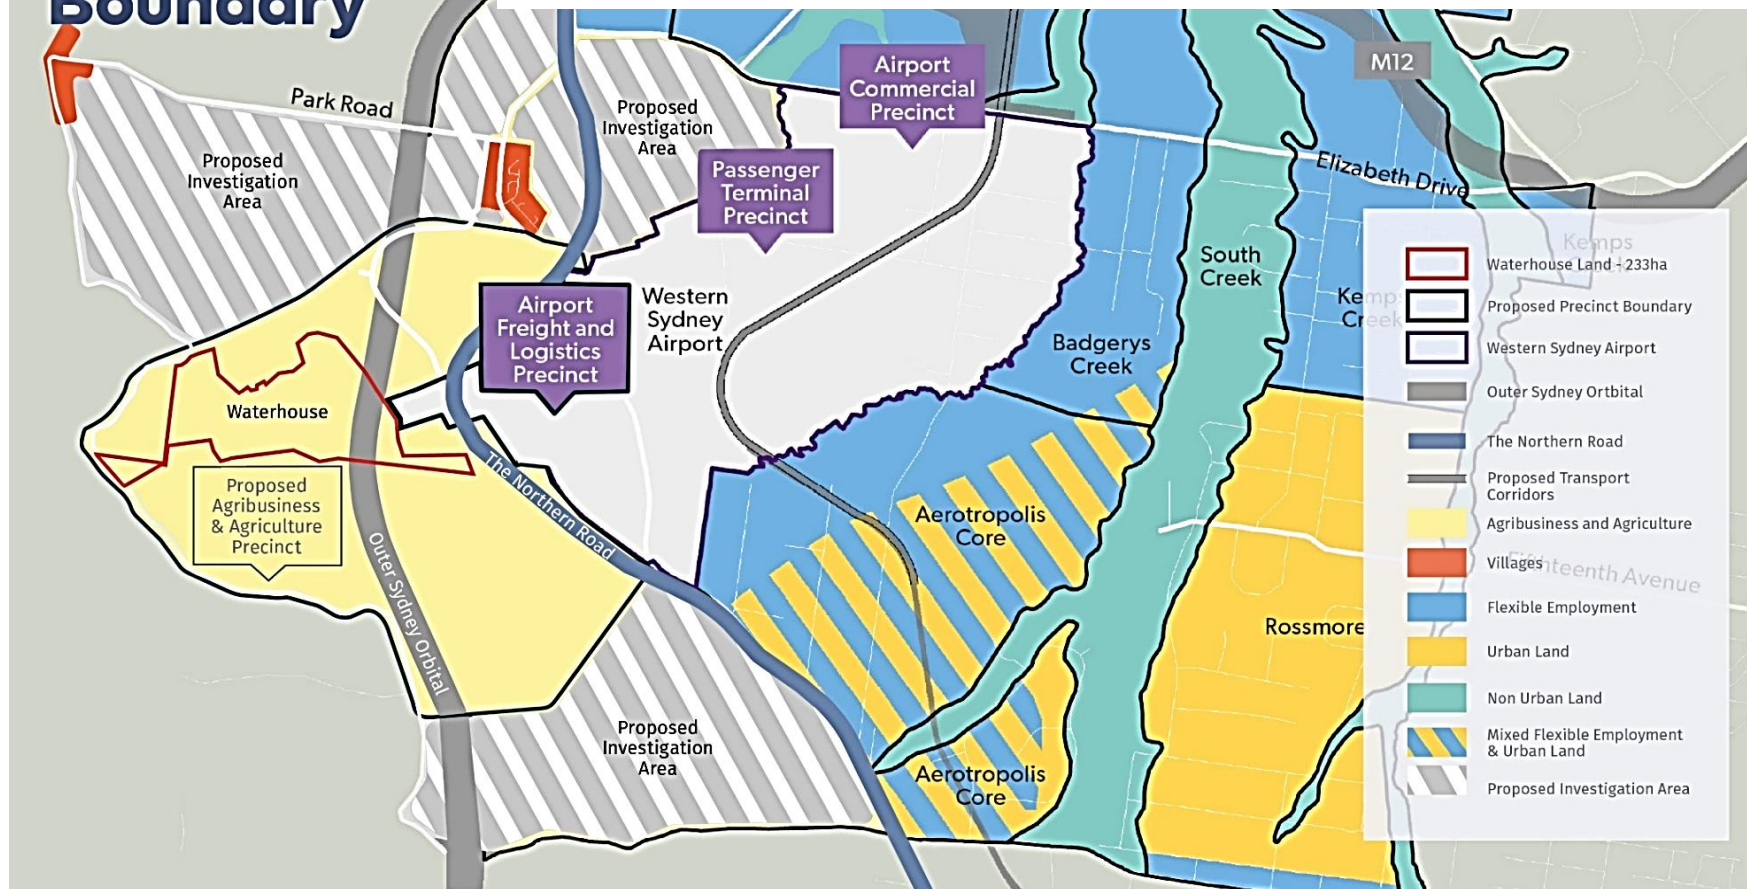 Boundary
Park Road
Proposed
Investigation
Area
Proposed
Investigation
Area
Airport
Commercial
Precinct
Passenger
Terminal
Precinct
M12
Elizabeth Drive
South
Creek
Kemps
Creek
Kemps
Airport
Freight and
Logistics
Precinct
Western
Sydney
Airport
Badgerys
Creek
Waterhouse
Proposed
Agribusiness
& Agriculture
Precinct
The Northern Road
Outer Sydney Orbital
Aerotropolis
Core
Fifthteenth Avenue
Rossmore
Proposed
Investigation
Area
Aerotropolis
Core
Waterhouse Land - 233ha
Proposed Precinct Boundary
Western Sydney Airport
Outer Sydney Ortbital
The Northern Road
Proposed Transport
Corridors
Agribusiness and Agriculture
Villages
Flexible Employment
Urban Land
Non Urban Land
Mixed Flexible Employment
& Urban Land
Proposed Investigation Area